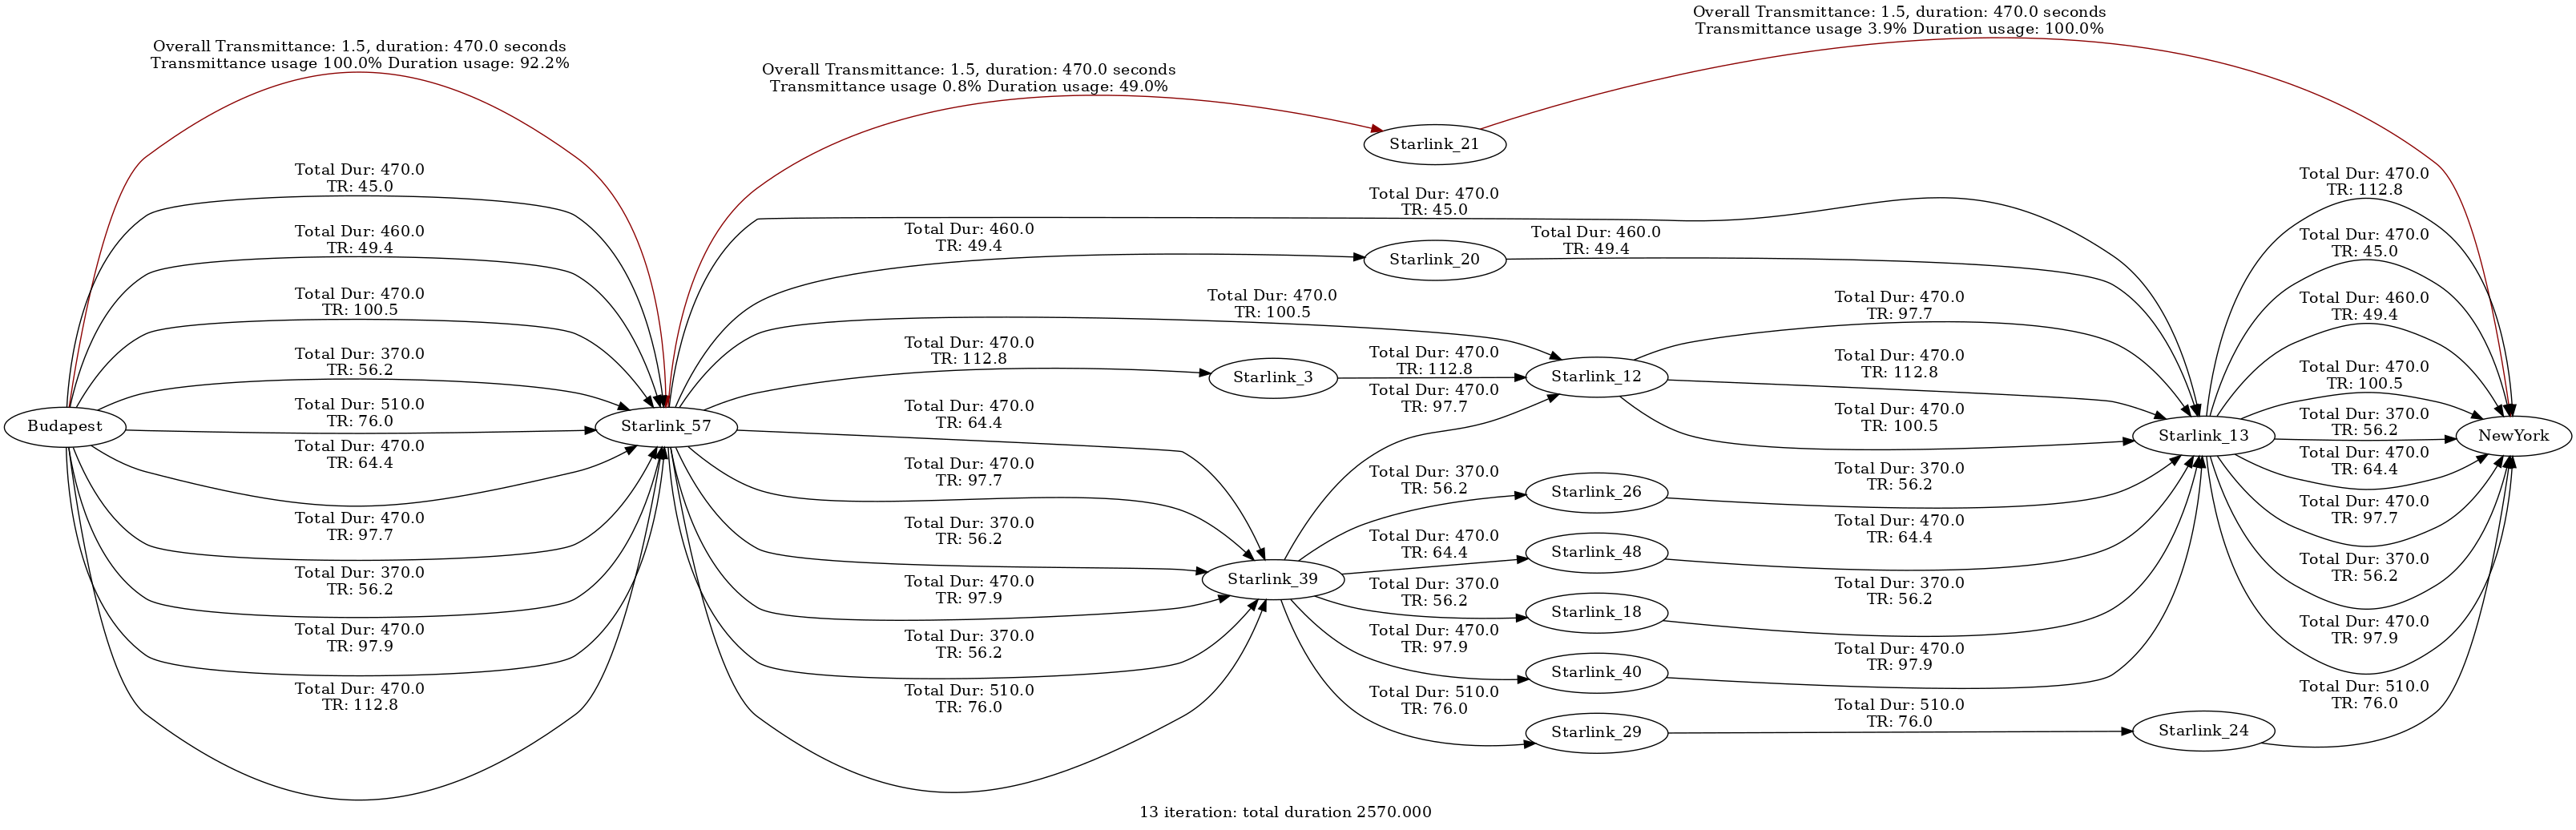 Overall Transmittance: 1.5, duration: 470.0 seconds
Transmittance usage 100.0% Duration usage: 92.2%
Overall Transmittance: 1.5, duration: 470.0 seconds
Transmittance usage 0.8% Duration usage: 49.0%
Overall Transmittance: 1.5, duration: 470.0 seconds
Transmittance usage 3.9% Duration usage: 100.0%
Budapest
Total Dur: 470.0
TR: 45.0
Total Dur: 460.0
TR: 49.4
Total Dur: 470.0
TR: 100.5
Total Dur: 370.0
TR: 56.2
Total Dur: 510.0
TR: 76.0
Total Dur: 470.0
TR: 64.4
Total Dur: 470.0
TR: 97.7
Total Dur: 370.0
TR: 56.2
Total Dur: 470.0
TR: 97.9
Total Dur: 470.0
TR: 112.8
Starlink_57
Total Dur: 460.0
TR: 49.4
Total Dur: 470.0
TR: 112.8
Total Dur: 470.0
TR: 64.4
Total Dur: 470.0
TR: 97.7
Total Dur: 370.0
TR: 56.2
Total Dur: 470.0
TR: 97.9
Total Dur: 370.0
TR: 56.2
Total Dur: 510.0
TR: 76.0
Total Dur: 470.0
TR: 100.5
Starlink_3
Starlink_39
Starlink_21
Total Dur: 470.0
TR: 45.0
Starlink_20
Total Dur: 470.0
TR: 112.8
Total Dur: 470.0
TR: 97.7
Total Dur: 370.0
TR: 56.2
Total Dur: 470.0
TR: 64.4
Total Dur: 370.0
TR: 56.2
Total Dur: 470.0
TR: 97.9
Total Dur: 510.0
TR: 76.0
Total Dur: 460.0
TR: 49.4
Starlink_12
Starlink_26
Starlink_48
Starlink_18
Starlink_40
Starlink_29
Total Dur: 470.0
TR: 97.7
Total Dur: 470.0
TR: 112.8
Total Dur: 470.0
TR: 100.5
Total Dur: 370.0
TR: 56.2
Total Dur: 470.0
TR: 64.4
Total Dur: 370.0
TR: 56.2
Total Dur: 470.0
TR: 97.9
Total Dur: 510.0
TR: 76.0
Starlink_13
Starlink_24
Total Dur: 470.0
TR: 112.8
Total Dur: 470.0
TR: 45.0
Total Dur: 460.0
TR: 49.4
Total Dur: 470.0
TR: 100.5
Total Dur: 370.0
TR: 56.2
Total Dur: 470.0
TR: 64.4
Total Dur: 470.0
TR: 97.7
Total Dur: 370.0
TR: 56.2
Total Dur: 470.0
TR: 97.9
Total Dur: 510.0
TR: 76.0
NewYork
13 iteration: total duration 2570.000